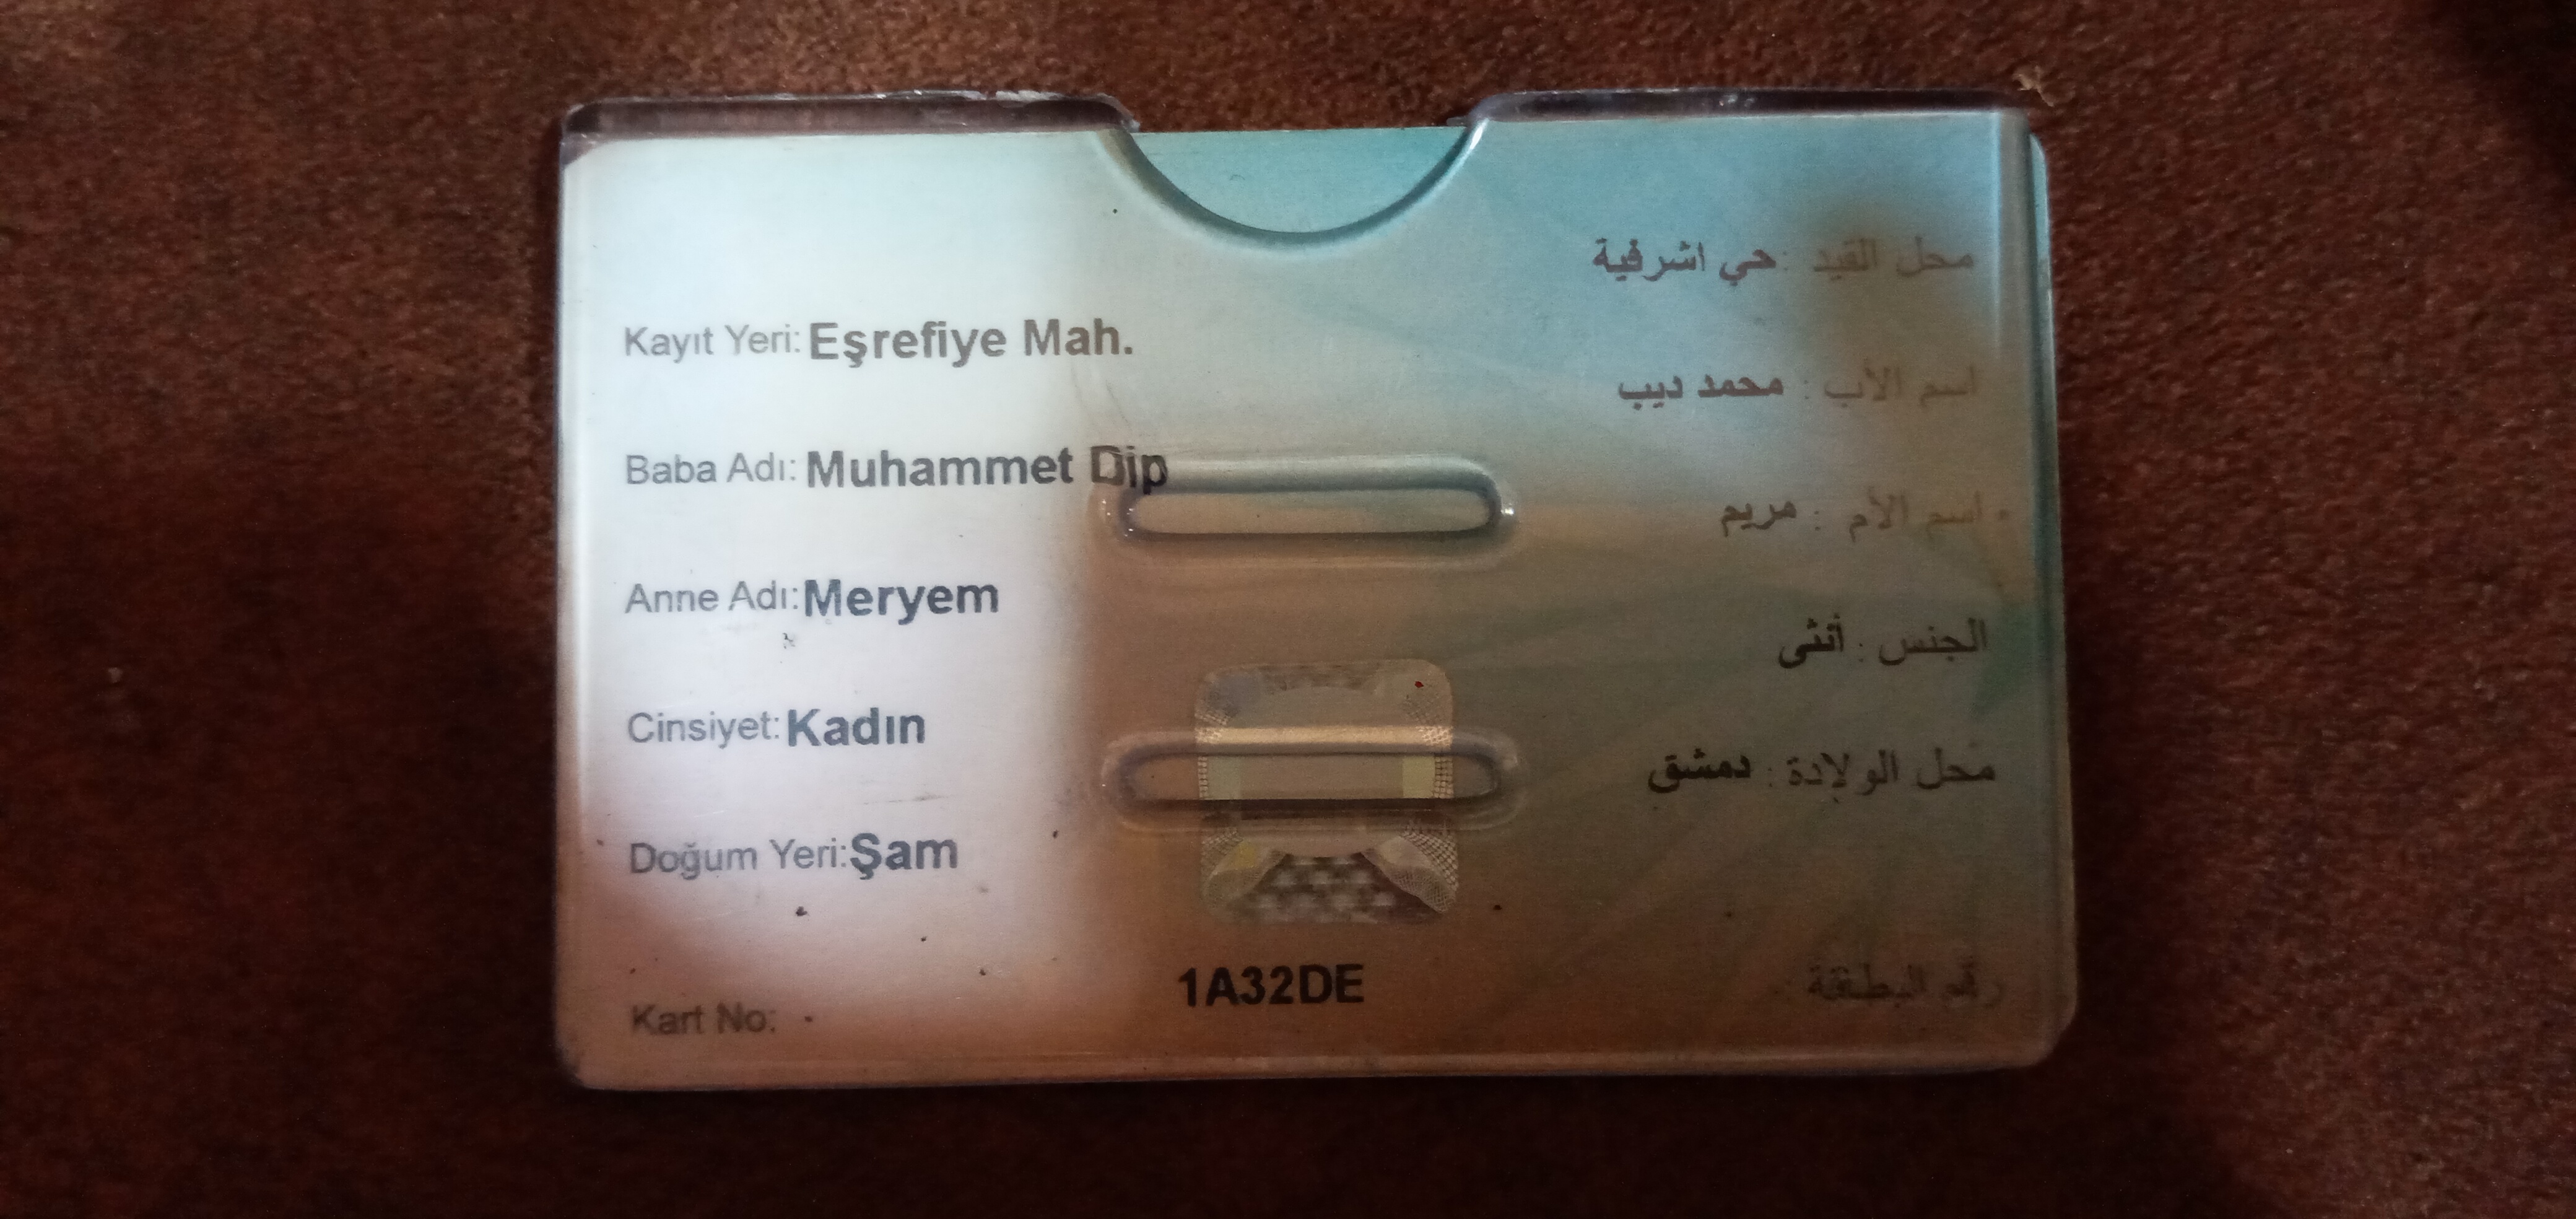 محل القيد : حي اشرفية
Kayıt Yeri: Eşrefiye Mah.
اسم الأب : محمد ديب
Baba Adı: Muhammet Dip
اسم الأم : مريم
Anne Adı: Meryem
الجنس : أنثى
Cinsiyet: Kadın
محل الولادة : دمشق
Doğum Yeri: Şam
رقم البطاقة :
1A32DE
Kart No: